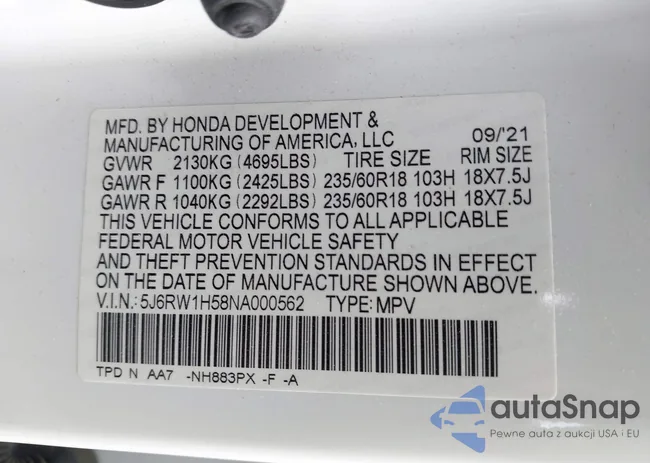 MFD. BY HONDA DEVELOPMENT &
MANUFACTURING OF AMERICA, LLC 09/'21
GVWR 2130KG (4695LBS) TIRE SIZE RIM SIZE
GAWR F 1100KG (2425LBS) 235/60R18 103H 18X7.5J
GAWR R 1040KG (2292LBS) 235/60R18 103H 18X7.5J
THIS VEHICLE CONFORMS TO ALL APPLICABLE
FEDERAL MOTOR VEHICLE SAFETY
AND THEFT PREVENTION STANDARDS IN EFFECT
ON THE DATE OF MANUFACTURE SHOWN ABOVE.
V.I.N.:5J6RW1H58NA000562 TYPE:MPV
TPD N AA7 -NH883PX -F -A
autaSnap
Pewne auta z aukcji USA i EU